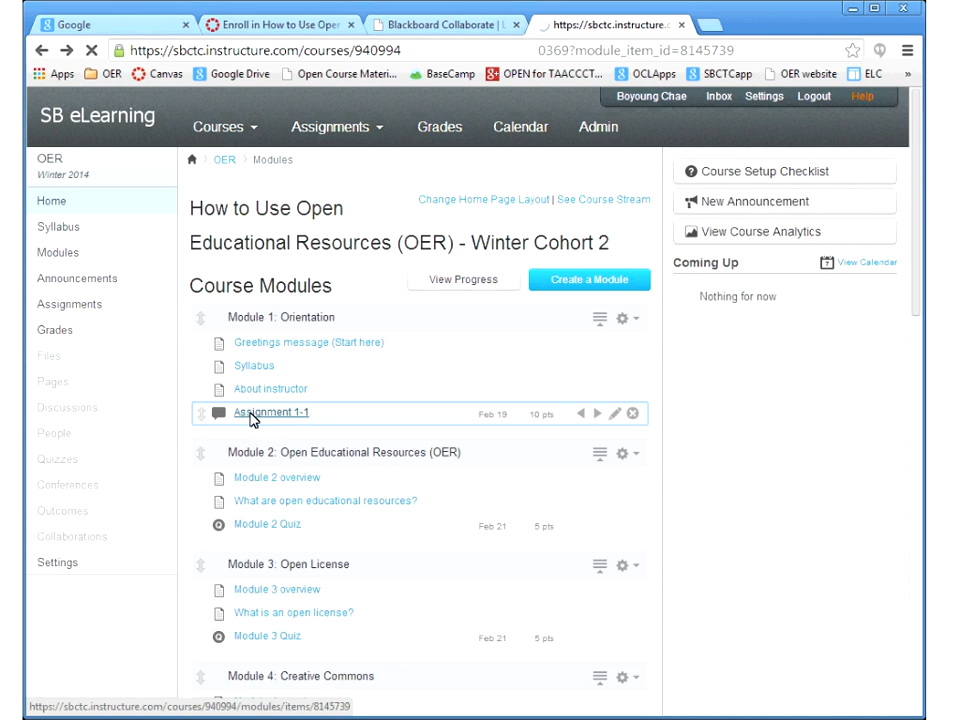 Google
Enroll in How to Use Oper
Blackboard Collaborate | L
https://sbctc.instructure.c
https://sbctc.instructure.com/courses/940994
0369?module_item_id=8145739
Apps
OER
Canvas
Google Drive
Open Course Materi...
BaseCamp
OPEN for TAACCCT...
OCLApps
SBCTCapp
OER website
ELC
»
Boyoung Chae
Inbox
Settings
Logout
Help
SB eLearning
Courses
Assignments
Grades
Calendar
Admin
OER
Winter 2014
Home
Syllabus
Modules
Announcements
Assignments
Grades
Files
Pages
Discussions
People
Quizzes
Conferences
Outcomes
Collaborations
Settings
OER
Modules
Change Home Page Layout | See Course Stream
How to Use Open
Educational Resources (OER) - Winter Cohort 2
Course Modules
View Progress
Create a Module
Module 1: Orientation
Greetings message (Start here)
Syllabus
About instructor
Assignment 1-1
Feb 19
10 pts
Module 2: Open Educational Resources (OER)
Module 2 overview
What are open educational resources?
Module 2 Quiz
Feb 21
5 pts
Module 3: Open License
Module 3 overview
What is an open license?
Module 3 Quiz
Feb 21
5 pts
Module 4: Creative Commons
Course Setup Checklist
New Announcement
View Course Analytics
Coming Up
View Calendar
Nothing for now
https://sbctc.instructure.com/courses/940994/modules/items/8145739